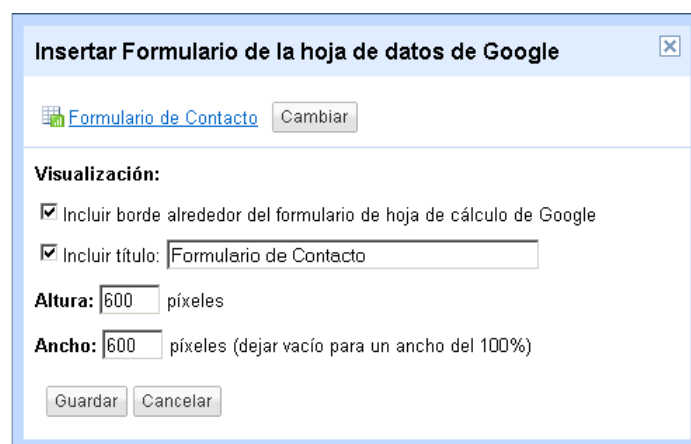 Insertar Formulario de la hoja de datos de Google
Formulario de Contacto Cambiar
Visualización:
Incluir borde alrededor del formulario de hoja de cálculo de Google
Incluir título: Formulario de Contacto
Altura: 600 píxeles
Ancho: 600 píxeles (dejar vacío para un ancho del 100%)
Guardar Cancelar